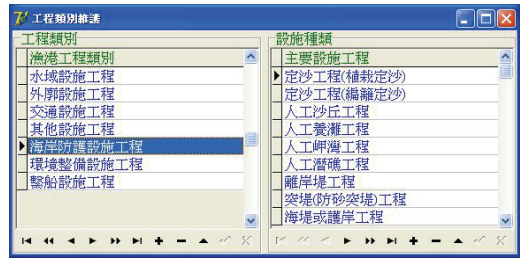 工程類別維護
工程類別
漁港工程類別
水域設施工程
外廓設施工程
交通設施工程
其他設施工程
海岸防護設施工程
環境整備設施工程
繫船設施工程
設施種類
主要設施工程
定沙工程(植栽定沙)
定沙工程(編籬定沙)
人工沙丘工程
人工養灘工程
人工岬灣工程
人工潛礁工程
離岸堤工程
突堤(防砂突堤)工程
海堤或護岸工程